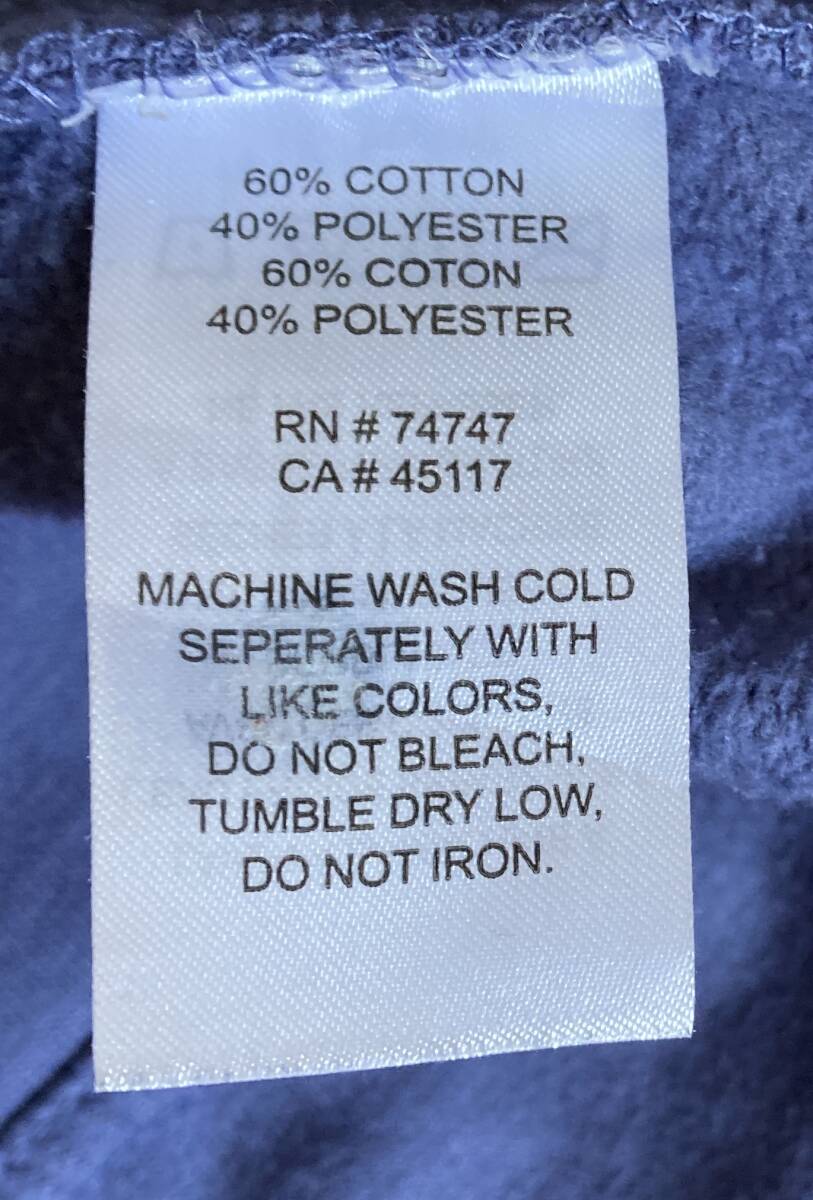 60% COTTON
40% POLYESTER
60% COTON
40% POLYESTER
RN # 74747
CA # 45117
MACHINE WASH COLD
SEPERATELY WITH
LIKE COLORS,
DO NOT BLEACH,
TUMBLE DRY LOW,
DO NOT IRON.